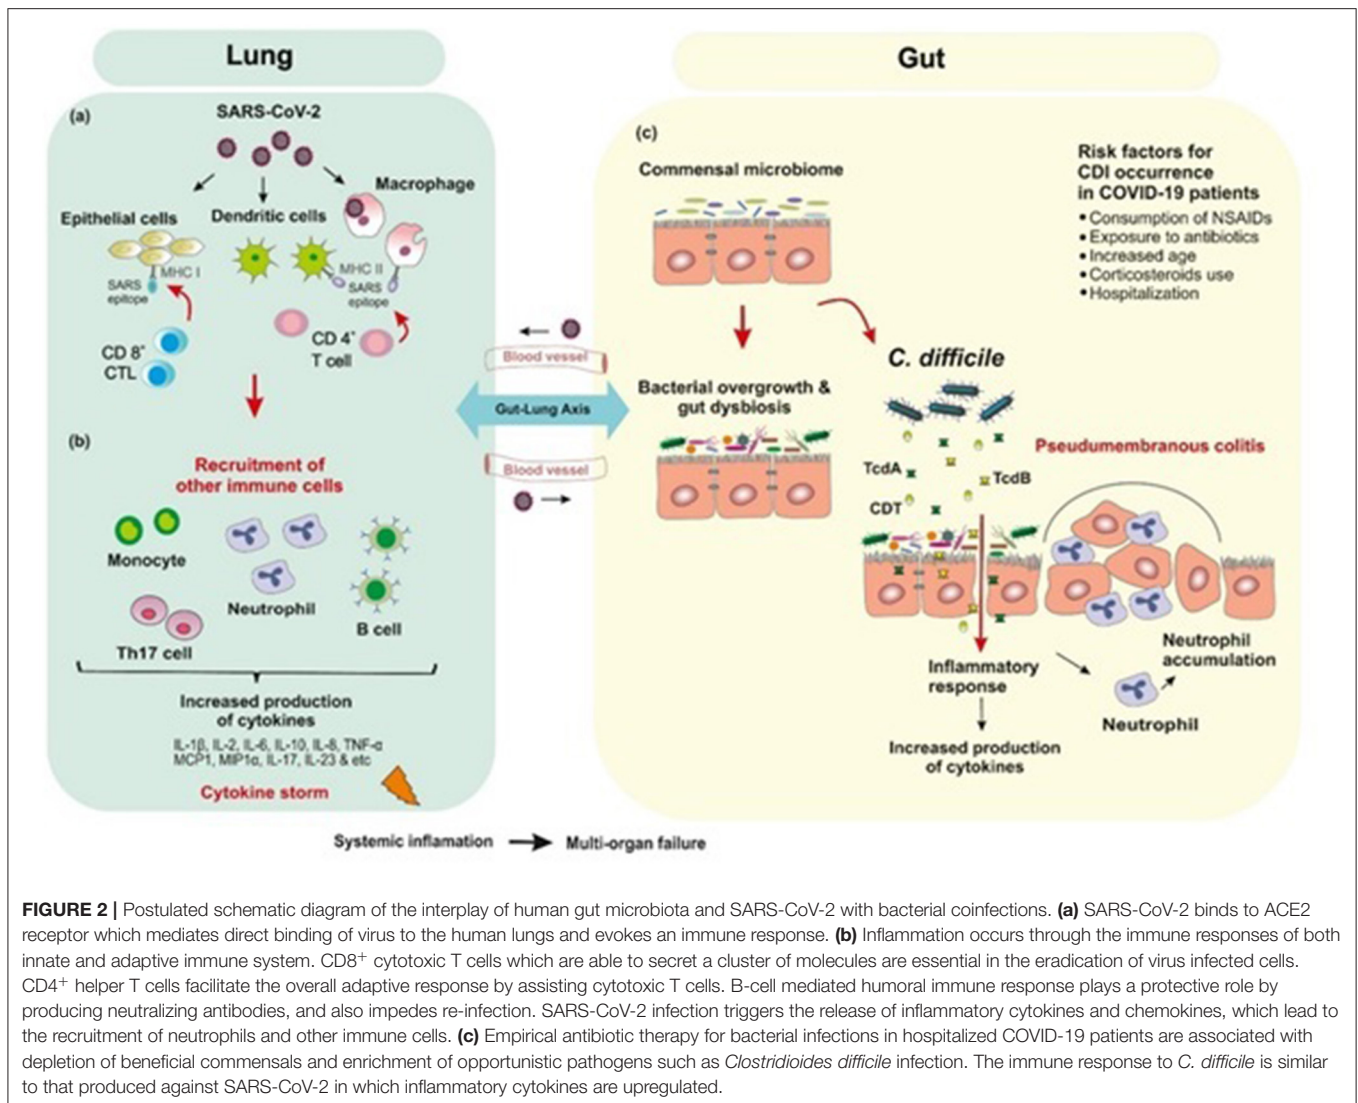 Lung
Gut
(a)
SARS-CoV-2
Macrophage
Epithelial cells
Dendritic cells
MHC I
SARS
epitope
MHC II
SARS
epitope
CD 8+
CTL
CD 4+
T cell
(b)
Recruitment of
other immune cells
Monocyte
Neutrophil
B cell
Th17 cell
Increased production
of cytokines
IL-1β, IL-2, IL-6, IL-10, IL-8, TNF-α
MCP1, MIP1α, IL-17, IL-23 & etc
Cytokine storm
Blood vessel
Gut-Lung Axis
Blood vessel
(c)
Commensal microbiome
Risk factors for
CDI occurrence
in COVID-19 patients
• Consumption of NSAIDs
• Exposure to antibiotics
• Increased age
• Corticosteroids use
• Hospitalization
Bacterial overgrowth &
gut dysbiosis
C. difficile
TcdA
TcdB
CDT
Pseudumembranous colitis
Inflammatory
response
Increased production
of cytokines
Neutrophil
accumulation
Neutrophil
Systemic inflamation
Multi-organ failure
FIGURE 2 | Postulated schematic diagram of the interplay of human gut microbiota and SARS-CoV-2 with bacterial coinfections. (a) SARS-CoV-2 binds to ACE2
receptor which mediates direct binding of virus to the human lungs and evokes an immune response. (b) Inflammation occurs through the immune responses of both
innate and adaptive immune system. CD8+ cytotoxic T cells which are able to secret a cluster of molecules are essential in the eradication of virus infected cells.
CD4+ helper T cells facilitate the overall adaptive response by assisting cytotoxic T cells. B-cell mediated humoral immune response plays a protective role by
producing neutralizing antibodies, and also impedes re-infection. SARS-CoV-2 infection triggers the release of inflammatory cytokines and chemokines, which lead to
the recruitment of neutrophils and other immune cells. (c) Empirical antibiotic therapy for bacterial infections in hospitalized COVID-19 patients are associated with
depletion of beneficial commensals and enrichment of opportunistic pathogens such as Clostridioides difficile infection. The immune response to C. difficile is similar
to that produced against SARS-CoV-2 in which inflammatory cytokines are upregulated.